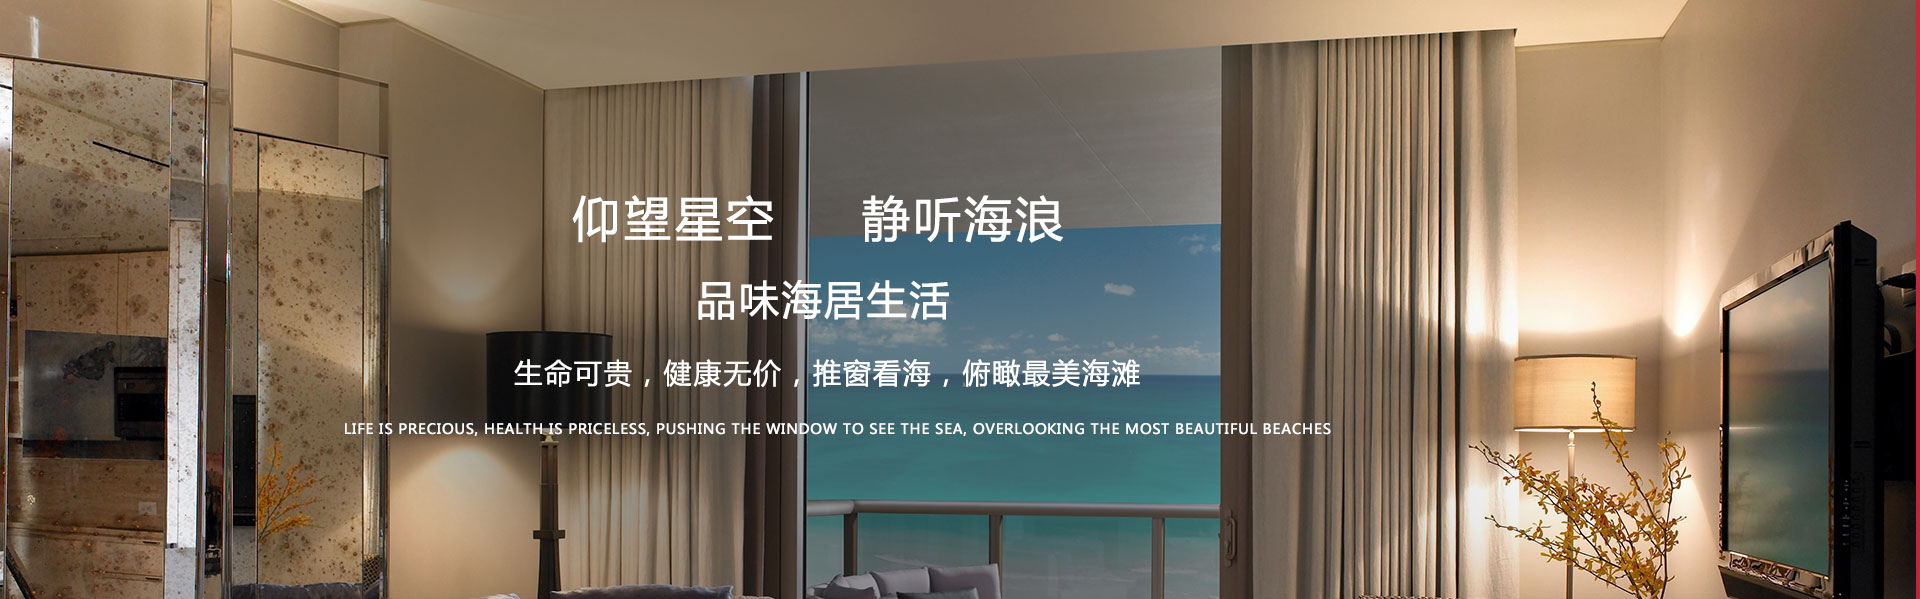 仰望星空 静听海浪
品味海居生活
生命可贵，健康无价，推窗看海，俯瞰最美海滩
LIFE IS PRECIOUS, HEALTH IS PRICELESS, PUSHING THE WINDOW TO SEE THE SEA, OVERLOOKING THE MOST BEAUTIFUL BEACHES